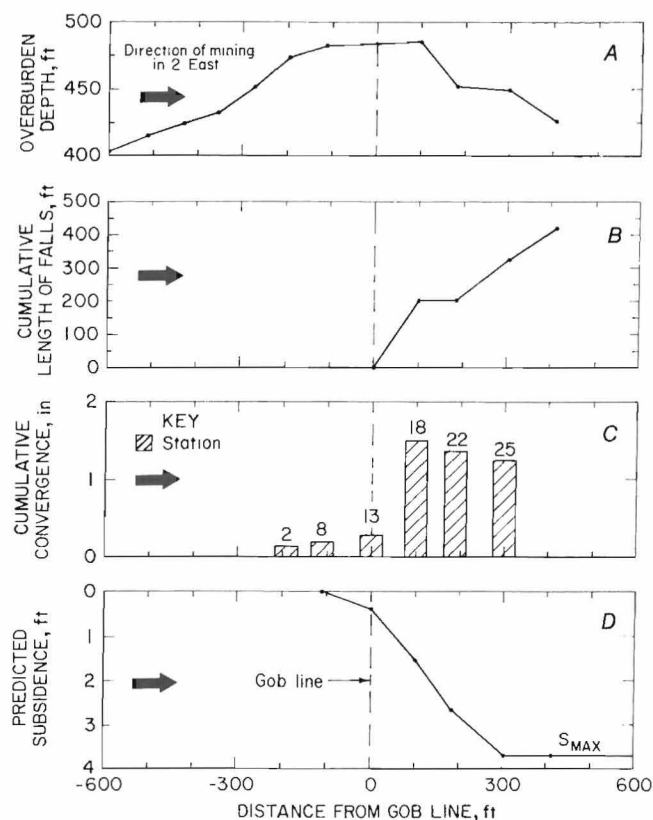 A
OVERBURDEN
DEPTH, ft
500
450
400
Direction of mining
in 2 East
B
CUMULATIVE
LENGTH OF FALLS, ft
500
400
300
200
100
0
C
CUMULATIVE
CONVERGENCE, in
2
1
0
KEY
Station
2
8
13
18
22
25
D
PREDICTED
SUBSIDENCE, ft
0
1
2
3
4
Gob line
SMAX
-600
-300
0
300
600
DISTANCE FROM GOB LINE, ft